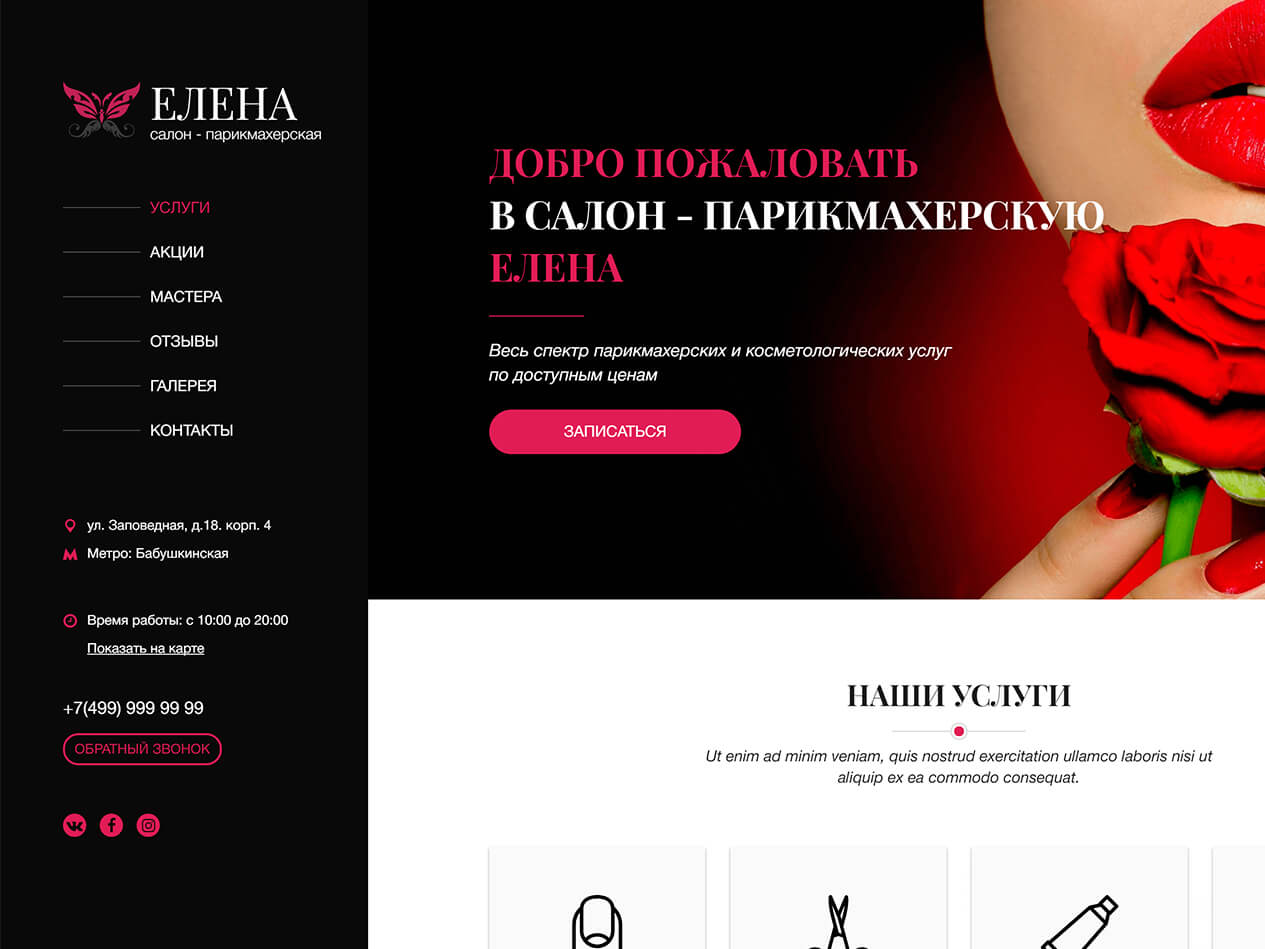 ЕЛЕНА
салон - парикмахерская
УСЛУГИ
АКЦИИ
МАСТЕРА
ОТЗЫВЫ
ГАЛЕРЕЯ
КОНТАКТЫ
ул. Заповедная, д.18. корп. 4
Метро: Бабушкинская
Время работы: с 10:00 до 20:00
Показать на карте
+7(499) 999 99 99
ОБРАТНЫЙ ЗВОНОК
ДОБРО ПОЖАЛОВАТЬ
В САЛОН - ПАРИКМАХЕРСКУЮ
ЕЛЕНА
Весь спектр парикмахерских и косметологических услуг
по доступным ценам
ЗАПИСАТЬСЯ
НАШИ УСЛУГИ
Ut enim ad minim veniam, quis nostrud exercitation ullamco laboris nisi ut
aliquip ex ea commodo consequat.